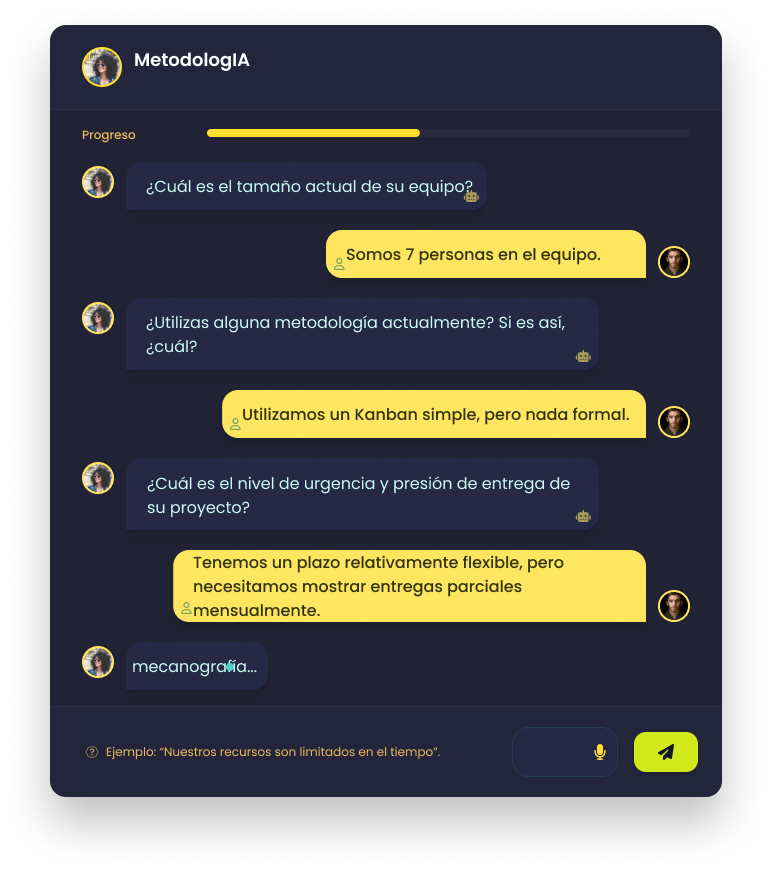 MetodologIA
Progreso
¿Cuál es el tamaño actual de su equipo?
Somos 7 personas en el equipo.
¿Utilizas alguna metodología actualmente? Si es así,
¿cuál?
Utilizamos un Kanban simple, pero nada formal.
¿Cuál es el nivel de urgencia y presión de entrega de
su proyecto?
Tenemos un plazo relativamente flexible, pero
necesitamos mostrar entregas parciales
mensualmente.
mecanografía...
Ejemplo: “Nuestros recursos son limitados en el tiempo”.